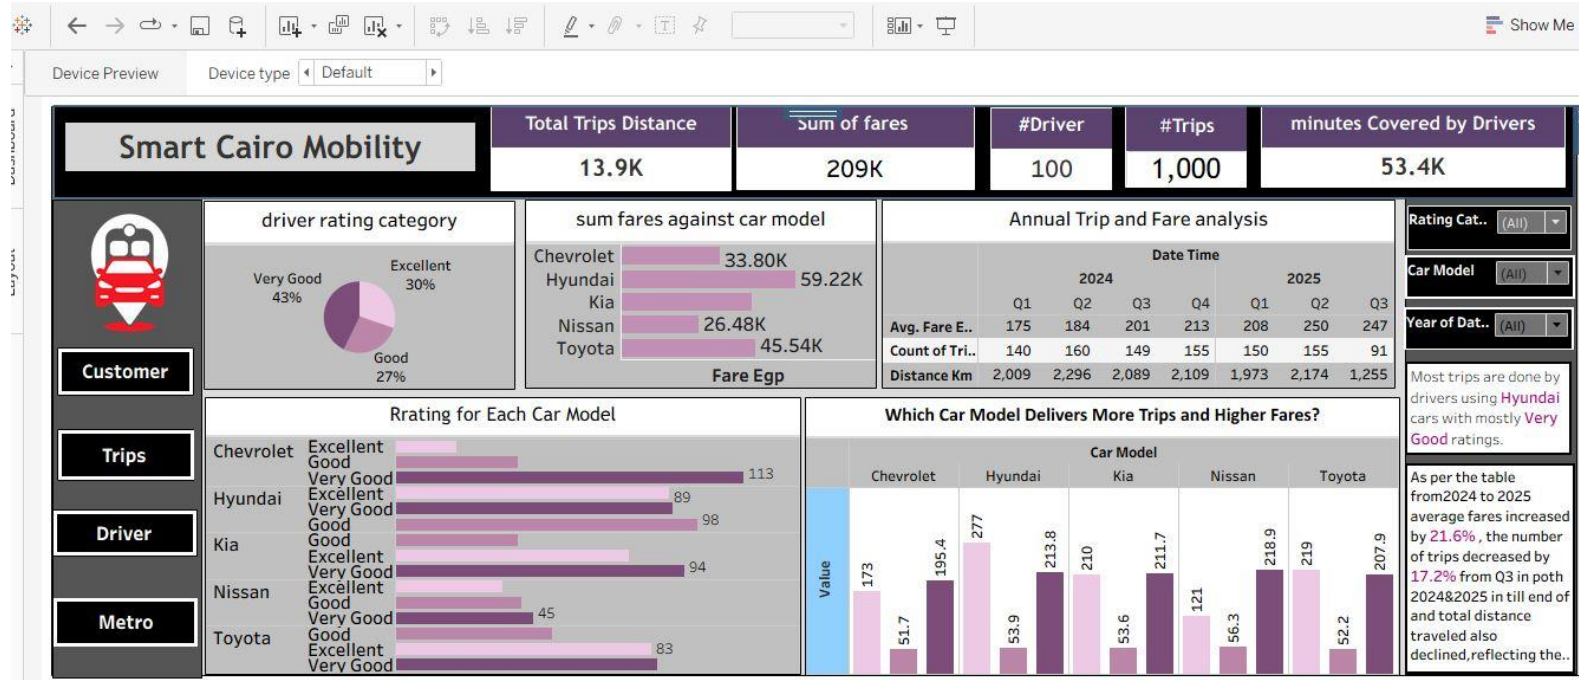 Show Me
Device Preview
Device type
Default
Smart Cairo Mobility
Total Trips Distance
13.9K
Sum of fares
209K
#Driver
100
#Trips
1,000
minutes Covered by Drivers
53.4K
Customer
Trips
Driver
Metro
driver rating category
Very Good
43%
Excellent
30%
Good
27%
sum fares against car model
Chevrolet 33.80K
Hyundai 59.22K
Kia
Nissan 26.48K
Toyota 45.54K
Fare Egp
Annual Trip and Fare analysis
Date Time
2024 2025
Q1 Q2 Q3 Q4 Q1 Q2 Q3
Avg. Fare E.. 175 184 201 213 208 250 247
Count of Tri.. 140 160 149 155 150 155 91
Distance Km 2,009 2,296 2,089 2,109 1,973 2,174 1,255
Rrating for Each Car Model
Chevrolet Excellent
Good
Very Good 113
Hyundai Excellent 89
Very Good
Good 98
Kia Good
Excellent
Very Good 94
Nissan Excellent
Good
Very Good 45
Toyota Good
Excellent 83
Very Good
Which Car Model Delivers More Trips and Higher Fares?
Car Model
Chevrolet Hyundai Kia Nissan Toyota
Value
173 51.7 195.4 277 53.9 213.8 210 53.6 211.7 121 56.3 218.9 219 52.2 207.9
Rating Cat.. (All)
Car Model (All)
Year of Dat.. (All)
Most trips are done by
drivers using Hyundai
cars with mostly Very
Good ratings.
As per the table
from2024 to 2025
average fares increased
by 21.6% , the number
of trips decreased by
17.2% from Q3 in poth
2024&2025 in till end of
and total distance
traveled also
declined,reflecting the..